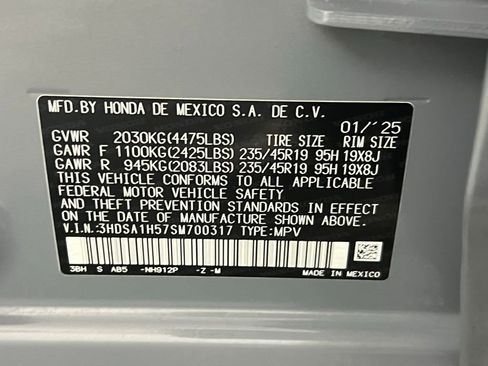 MFD.BY HONDA DE MEXICO S.A. DE C.V.
01/'25
GVWR 2030KG(4475LBS) TIRE SIZE RIM SIZE
GAWR F 1100KG(2425LBS) 235/45R19 95H 19X8J
GAWR R 945KG(2083LBS) 235/45R19 95H 19X8J
THIS VEHICLE CONFORMS TO ALL APPLICABLE
FEDERAL MOTOR VEHICLE SAFETY
AND THEFT PREVENTION STANDARDS
IN EFFECT ON THE DATE OF MANUFACTURE SHOWN ABOVE.
V.I.N.:3HDSA1H57SM700317 TYPE:MPV
3BH S AB5 -NH912P -Z -M
MADE IN MEXICO